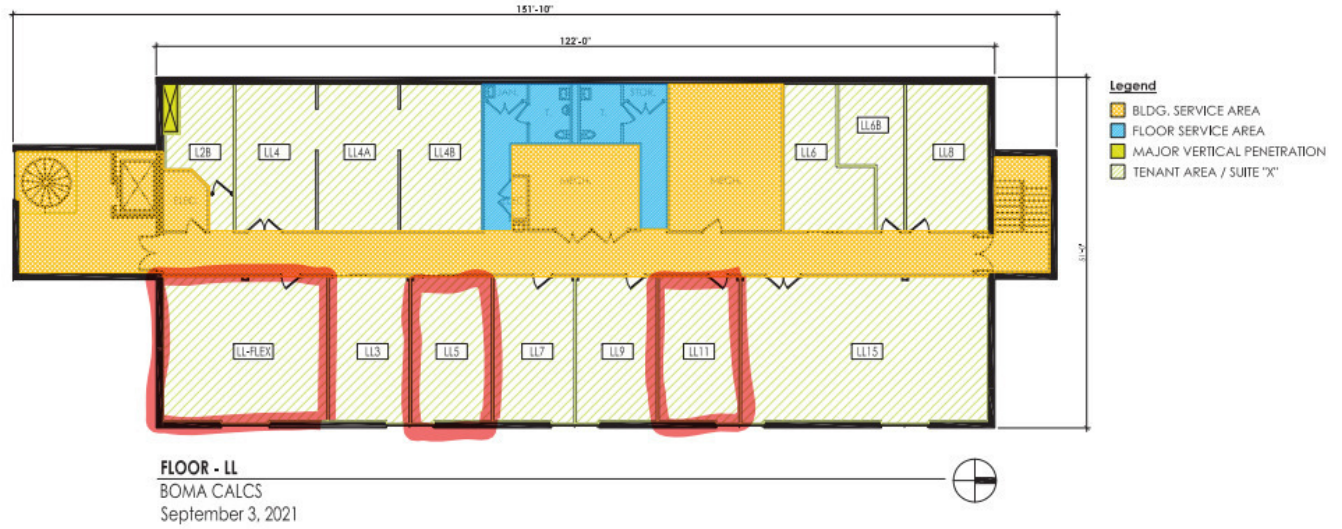 151'-10"
122'-0"
Legend
BLDG. SERVICE AREA
FLOOR SERVICE AREA
MAJOR VERTICAL PENETRATION
TENANT AREA / SUITE "X"
JAN.
STOR.
T.
T.
L2B
LL4
LL4A
LL4B
LL6
LL6B
LL8
ELEC.
MECH.
MECH.
51'-0"
LL-FLEX
LL3
LL5
LL7
LL9
LL11
LL15
FLOOR - LL
BOMA CALCS
September 3, 2021